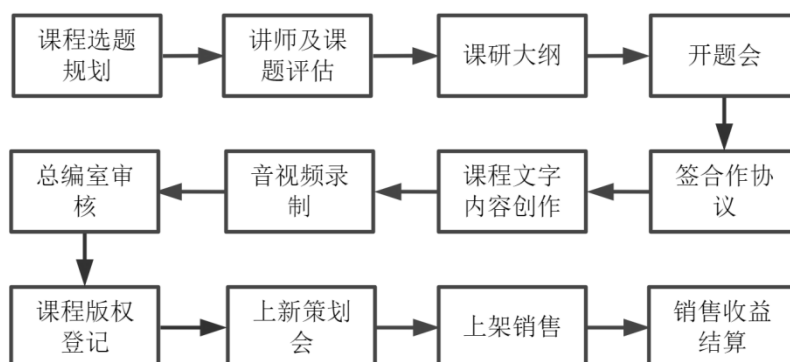 课程选题
规划
讲师及课
题评估
课研大纲
开题会
签合作协
议
课程文字
内容创作
音视频录
制
总编室审
核
课程版权
登记
上新策划
会
上架销售
销售收益
结算